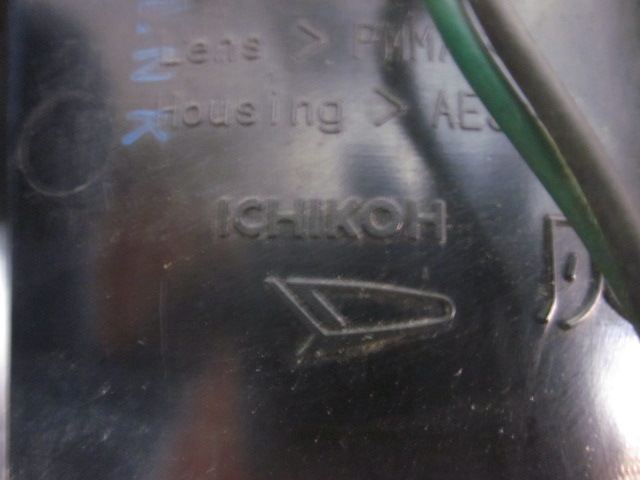 Lens > PMMA
Housing > AES
ICHIKOH